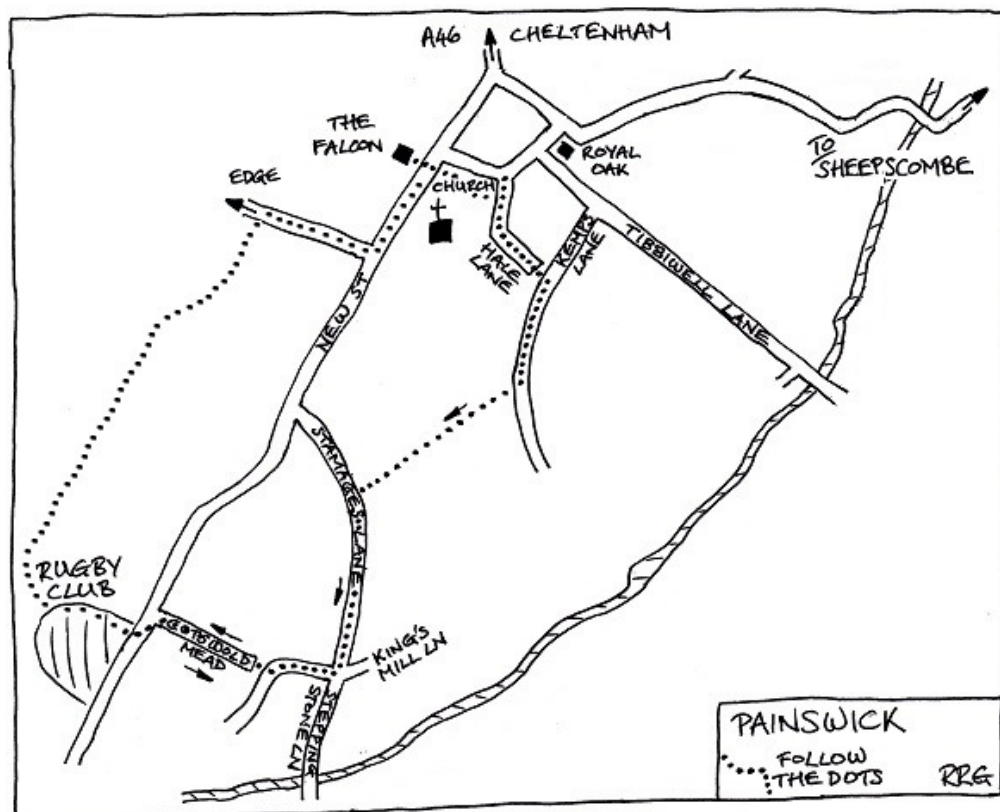 A46 CHELTENHAM
THE
FALCON
ROYAL
OAK
TO
SHEEPSCOMBE
EDGE
CHURCH
HALE
LANE
KEMPS
LANE
TIBBIWELL LANE
NEW ST
STAMAGES LANE
RUGBY
CLUB
COTSWOLD
MEAD
KING'S
MILL LN
STEPPING
STONE LN
PAINSWICK
FOLLOW
THE DOTS
RRG